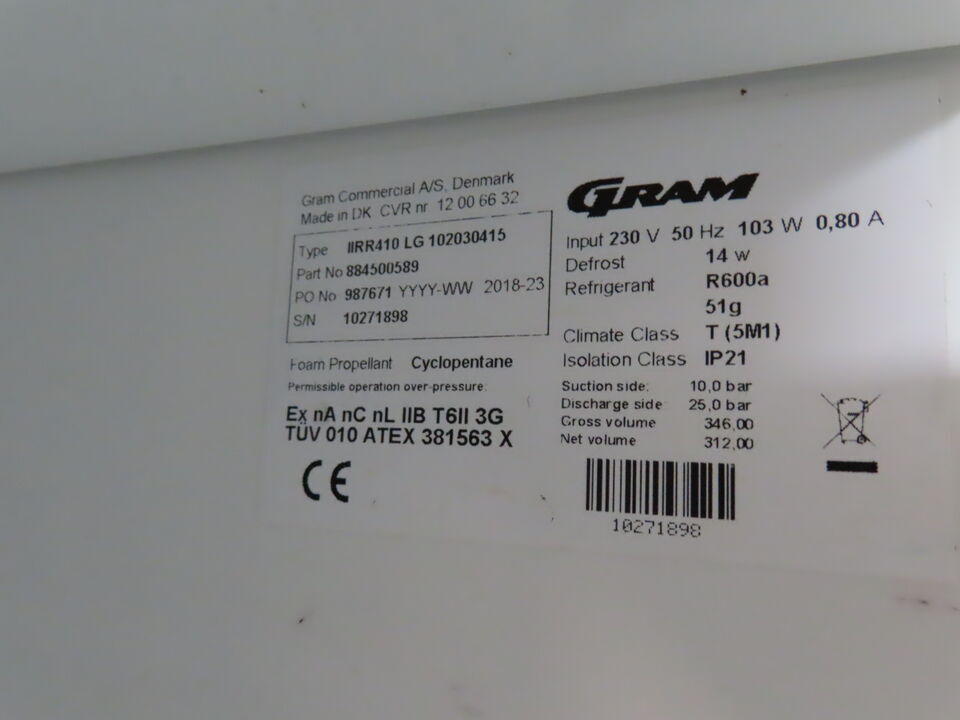 Gram Commercial A/S, Denmark
Made in DK CVR nr 12 00 66 32
Type IIRR410 LG 102030415
Part No 884500589
PO No 987671 YYYY-WW 2018-23
S/N 10271898
Foam Propellant Cyclopentane
Permissible operation over-pressure:
Ex nA nC nL IIB T6II 3G
TÜV 010 ATEX 381563 X
CE
GRAM
Input 230 V 50 Hz 103 W 0,80 A
Defrost 14 W
Refrigerant R600a
51g
Climate Class T (5M1)
Isolation Class IP21
Suction side: 10,0 bar
Discharge side 25,0 bar
Gross volume 346,00
Net volume 312,00
10271898